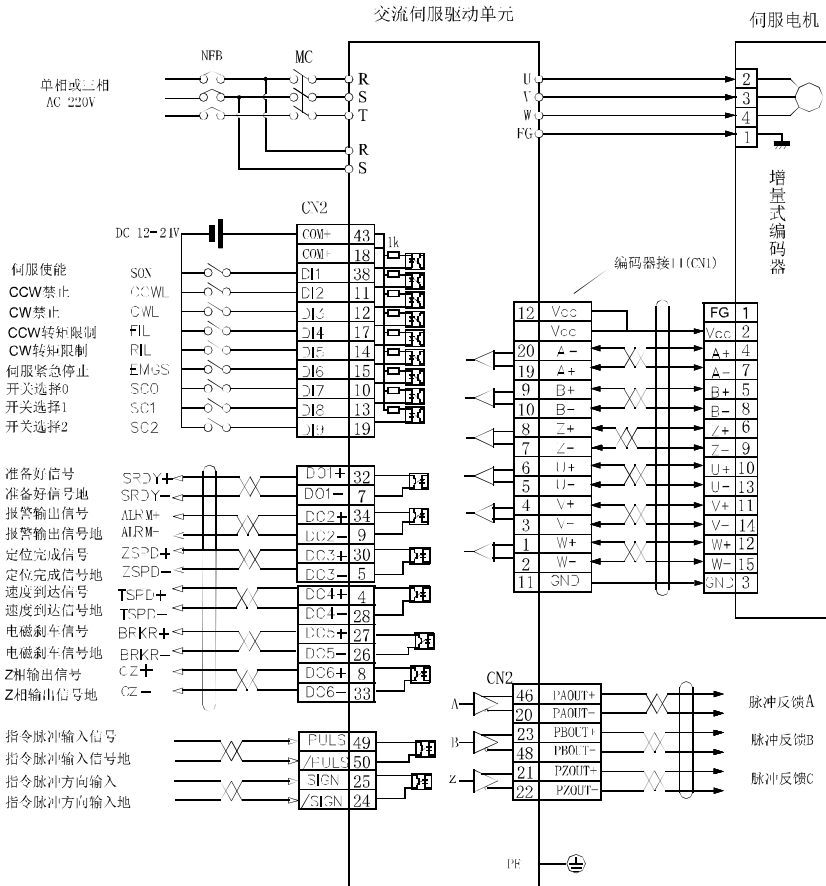 交流伺服驱动单元
伺服电机
NFB
MC
单相或三相
AC 220V
R
S
T
R
S
U
V
W
FG
2
3
4
1
增量式编码器
CN2
DC 12-24V
1k
COM+ 43
COM+ 18
伺服使能 SON DI1 38
CCW禁止 CCWL DI2 11
CW禁止 CWL DI3 12
CCW转矩限制 FIL DI4 17
CW转矩限制 RIL DI5 14
伺服紧急停止 EMGS DI6 15
开关选择0 SC0 DI7 10
开关选择1 SC1 DI8 13
开关选择2 SC2 DI9 19
编码器接口(CN1)
12 Vcc
Vcc
20 A-
19 A+
9 B+
10 B-
8 Z+
7 Z-
6 U+
5 U-
4 V+
3 V-
1 W+
2 W-
11 GND
FG 1
Vcc 2
A+ 4
A- 7
B+ 5
B- 8
Z+ 6
Z- 9
U+ 10
U- 13
V+ 11
V- 14
W+ 12
W- 15
GND 3
准备好信号 SRDY+ DO1+ 32
准备好信号地 SRDY- DO1- 7
报警输出信号 ALRM+ DO2+ 34
报警输出信号地 ALRM- DO2- 9
定位完成信号 ZSPD+ DO3+ 30
定位完成信号地 ZSPD- DO3- 5
速度到达信号 TSPD+ DO4+ 4
速度到达信号地 TSPD- DO4- 28
电磁刹车信号 BRKR+ DO5+ 27
电磁刹车信号地 BRKR- DO5- 26
Z相输出信号 CZ+ DO6+ 8
Z相输出信号地 CZ- DO6- 33
指令脉冲输入信号 PULS 49
指令脉冲输入信号地 /PULS 50
指令脉冲方向输入 SIGN 25
指令脉冲方向输入地 /SIGN 24
CN2
A 46 PAOUT+
20 PAOUT- 脉冲反馈A
B 23 PBOUT+
48 PBOUT- 脉冲反馈B
Z 21 PZOUT+
22 PZOUT- 脉冲反馈C
PE